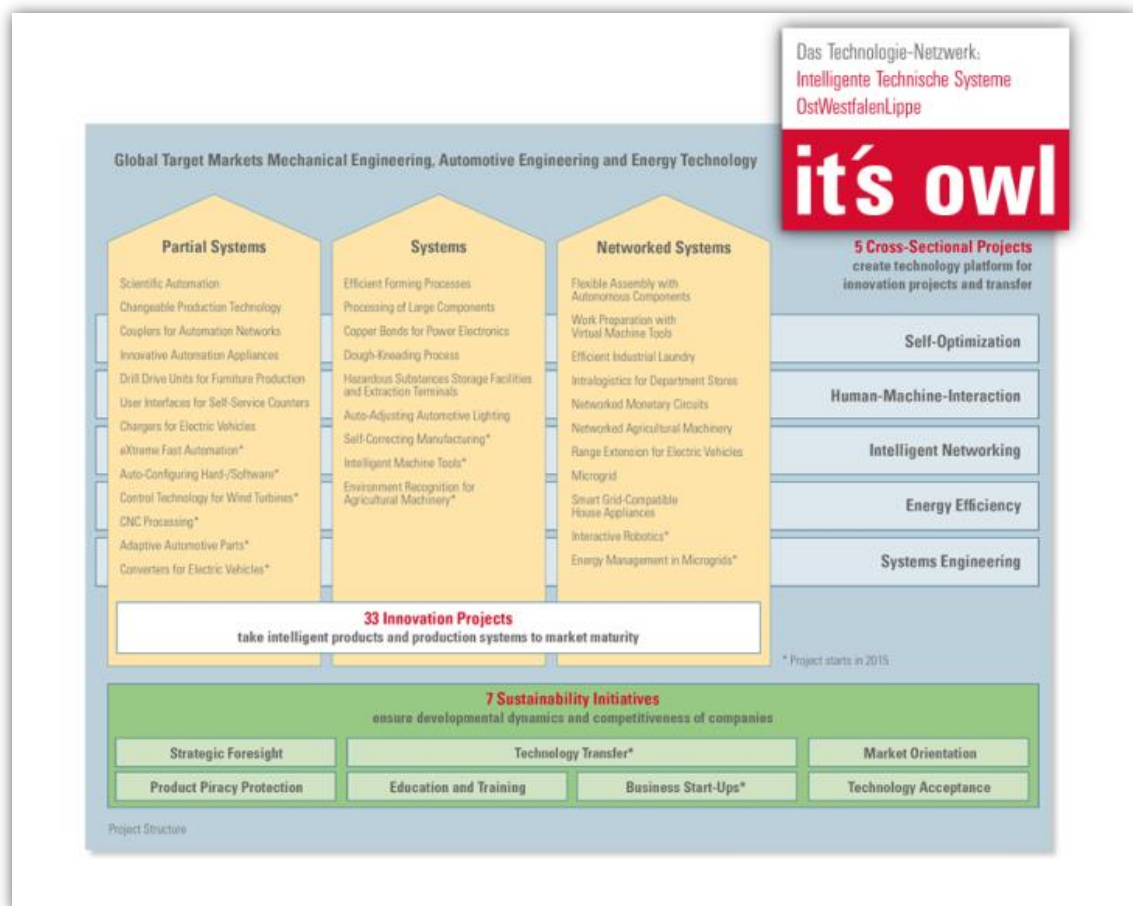 Das Technologie-Netzwerk:
Intelligente Technische Systeme
OstWestfalenLippe
it´s owl
Global Target Markets Mechanical Engineering, Automotive Engineering and Energy Technology
Partial Systems
Scientific Automation
Changeable Production Technology
Couplers for Automation Networks
Innovative Automation Appliances
Drill Drive Units for Furniture Production
User Interfaces for Self-Service Counters
Chargers for Electric Vehicles
eXtreme Fast Automation*
Auto-Configuring Hard-/Software*
Control Technology for Wind Turbines*
CNC Processing*
Adaptive Automotive Parts*
Converters for Electric Vehicles*
Systems
Efficient Forming Processes
Processing of Large Components
Copper Bonds for Power Electronics
Dough-Kneading Process
Hazardous Substances Storage Facilities
and Extraction Terminals
Auto-Adjusting Automotive Lighting
Self-Correcting Manufacturing*
Intelligent Machine Tools*
Environment Recognition for
Agricultural Machinery*
Networked Systems
Flexible Assembly with
Autonomous Components
Work Preparation with
Virtual Machine Tools
Efficient Industrial Laundry
Intralogistics for Department Stores
Networked Monetary Circuits
Networked Agricultural Machinery
Range Extension for Electric Vehicles
Microgrid
Smart Grid-Compatible
House Appliances
Interactive Robotics*
Energy Management in Microgrids*
5 Cross-Sectional Projects
create technology platform for
innovation projects and transfer
Self-Optimization
Human-Machine-Interaction
Intelligent Networking
Energy Efficiency
Systems Engineering
33 Innovation Projects
take intelligent products and production systems to market maturity
* Project starts in 2015
7 Sustainability Initiatives
ensure developmental dynamics and competitiveness of companies
Strategic Foresight
Technology Transfer*
Market Orientation
Product Piracy Protection
Education and Training
Business Start-Ups*
Technology Acceptance
Project Structure